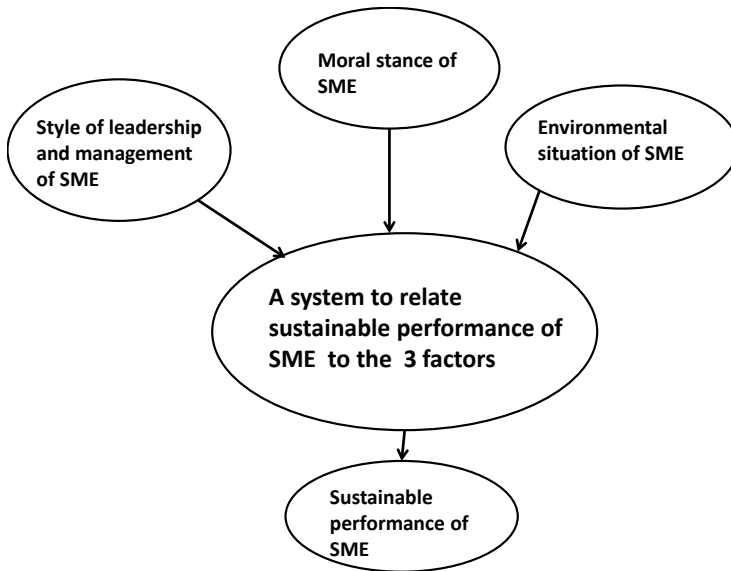 Moral stance of
SME
Style of leadership
and management
of SME
Environmental
situation of SME
A system to relate
sustainable performance of
SME  to the  3 factors
Sustainable
performance of
SME